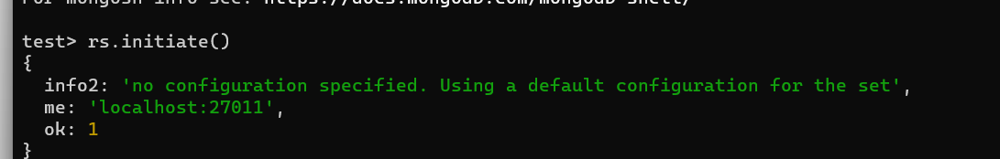 For mongosh info see: https://docs.mongodb.com/mongodb-shell/
test> rs.initiate()
{
  info2: 'no configuration specified. Using a default configuration for the set',
  me: 'localhost:27011',
  ok: 1
}